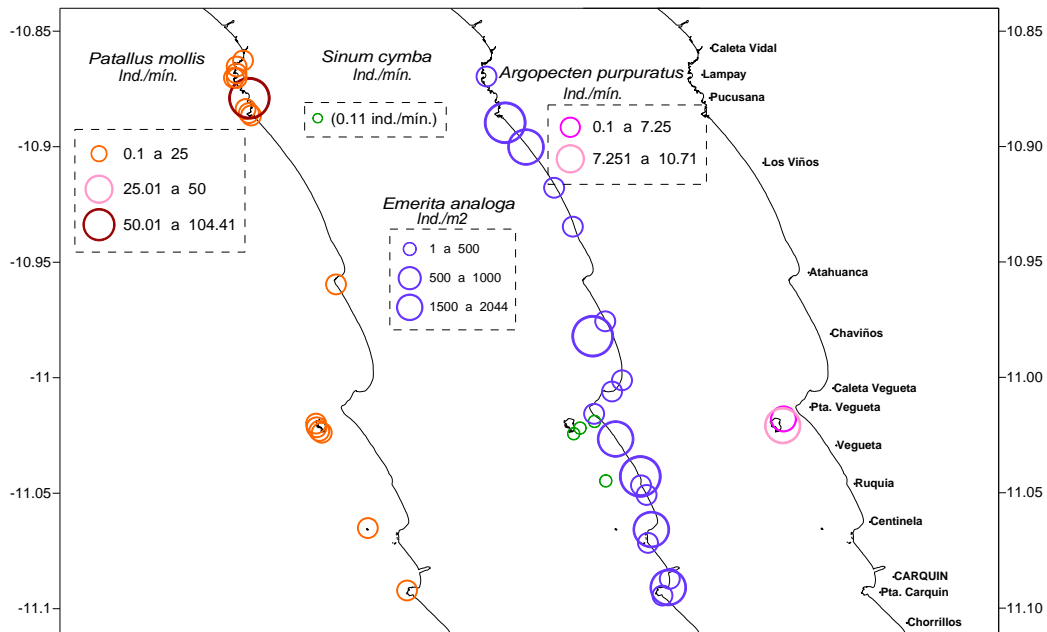 -10.85
-10.9
-10.95
-11
-11.05
-11.1
Patallus mollis
Ind./mín.
0.1 a 25
25.01 a 50
50.01 a 104.41
Sinum cymba
Ind./mín.
(0.11 ind./mín.)
Emerita analoga
Ind./m2
1 a 500
500 a 1000
1500 a 2044
Argopecten purpuratus
Ind./mín.
0.1 a 7.25
7.251 a 10.71
Caleta Vidal
Lampay
Pucusana
Los Viños
Atahuanca
Chaviños
Caleta Vegueta
Pta. Vegueta
Vegueta
Ruquia
Centinela
CARQUIN
Pta. Carquin
Chorrillos
-10.85
-10.90
-10.95
-11.00
-11.05
-11.10